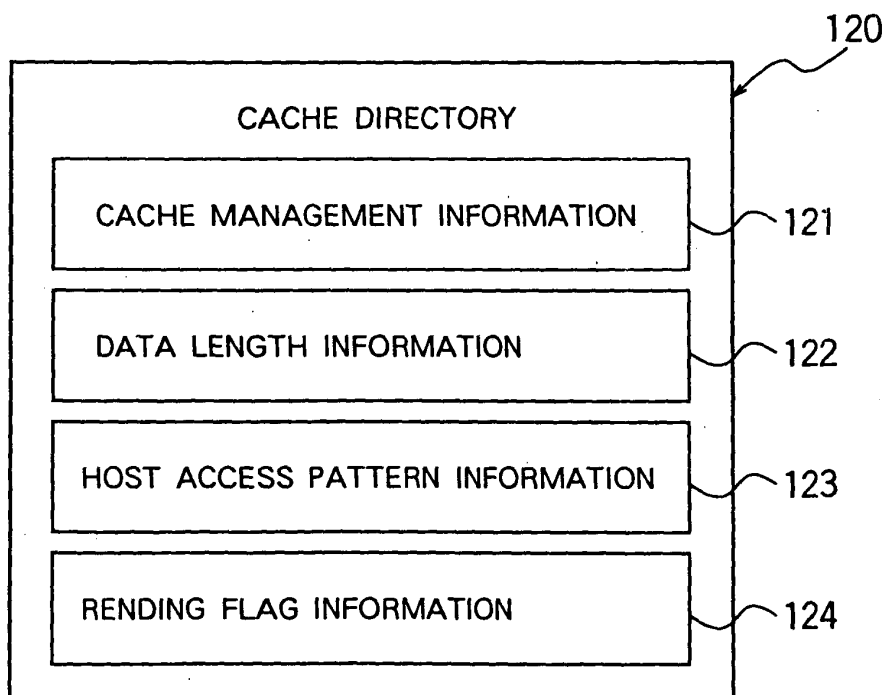 120
CACHE DIRECTORY
CACHE MANAGEMENT INFORMATION
121
DATA LENGTH INFORMATION
122
HOST ACCESS PATTERN INFORMATION
123
RENDING FLAG INFORMATION
124